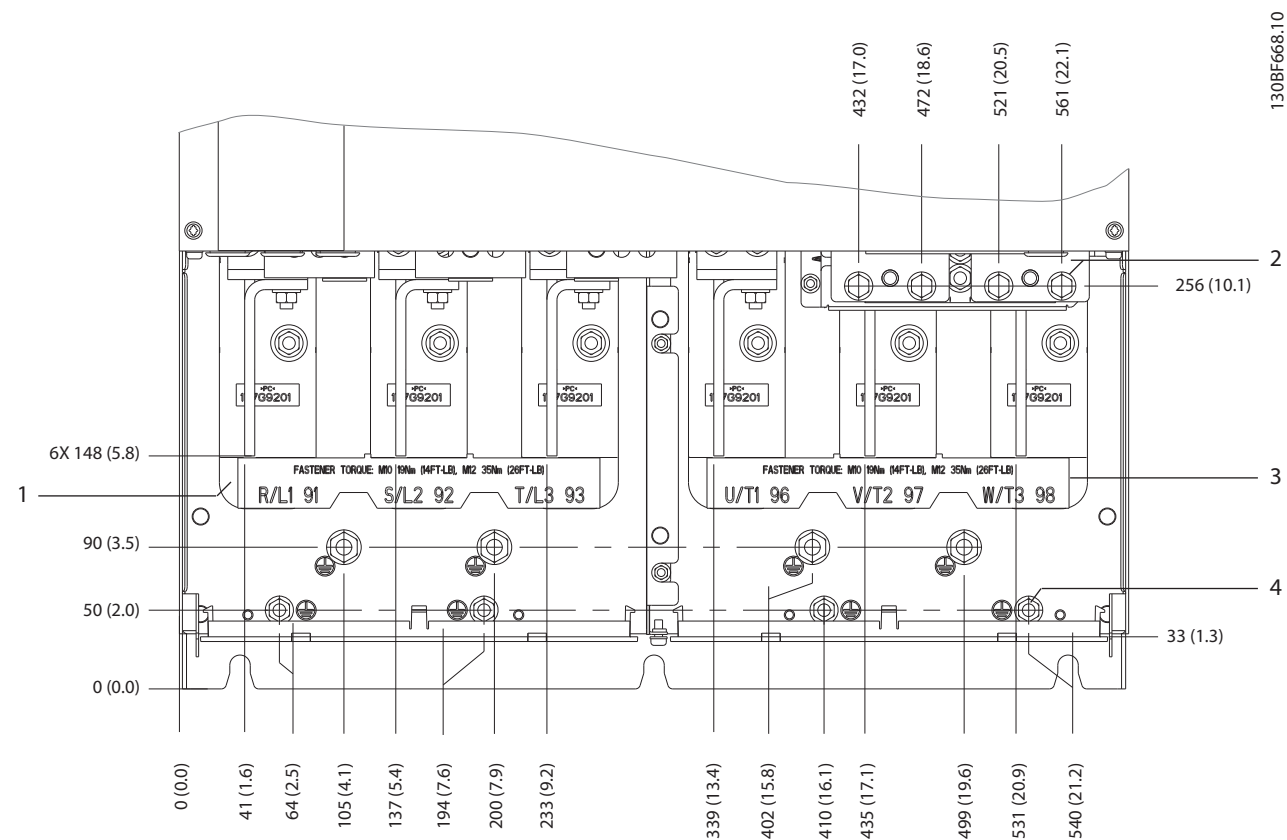 130BF668.10
432 (17.0)
472 (18.6)
521 (20.5)
561 (22.1)
2
256 (10.1)
»PC«
»PC«
»PC«
»PC«
»PC«
»PC«
6X 148 (5.8)
FASTENER TORQUE: M10 19Nm (14FT-LB), M12 35Nm (26FT-LB)
FASTENER TORQUE: M10 19Nm (14FT-LB), M12 35Nm (26FT-LB)
1
R/L1 91 S/L2 92 T/L3 93
U/T1 96 V/T2 97 W/T3 98
3
90 (3.5)
50 (2.0)
4
33 (1.3)
0 (0.0)
0 (0.0)
41 (1.6)
64 (2.5)
105 (4.1)
137 (5.4)
194 (7.6)
200 (7.9)
233 (9.2)
339 (13.4)
402 (15.8)
410 (16.1)
435 (17.1)
499 (19.6)
531 (20.9)
540 (21.2)